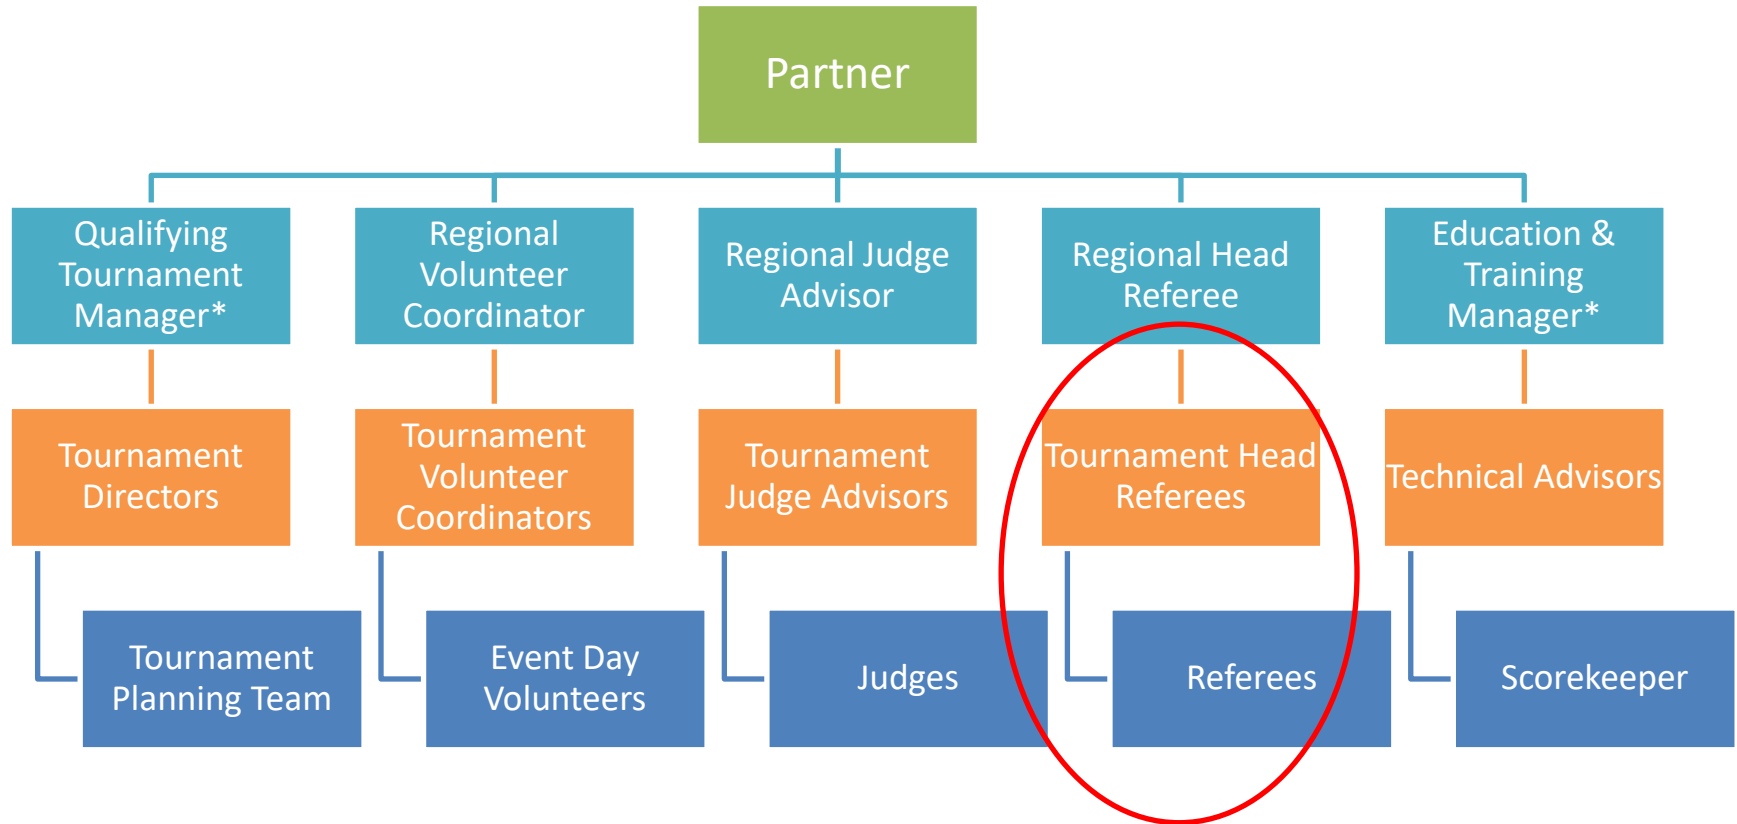 Partner
Qualifying
Tournament
Manager*
Regional
Volunteer
Coordinator
Regional Judge
Advisor
Regional Head
Referee
Education &
Training
Manager*
Tournament
Directors
Tournament
Volunteer
Coordinators
Tournament
Judge Advisors
Tournament Head
Referees
Technical Advisors
Tournament
Planning Team
Event Day
Volunteers
Judges
Referees
Scorekeeper